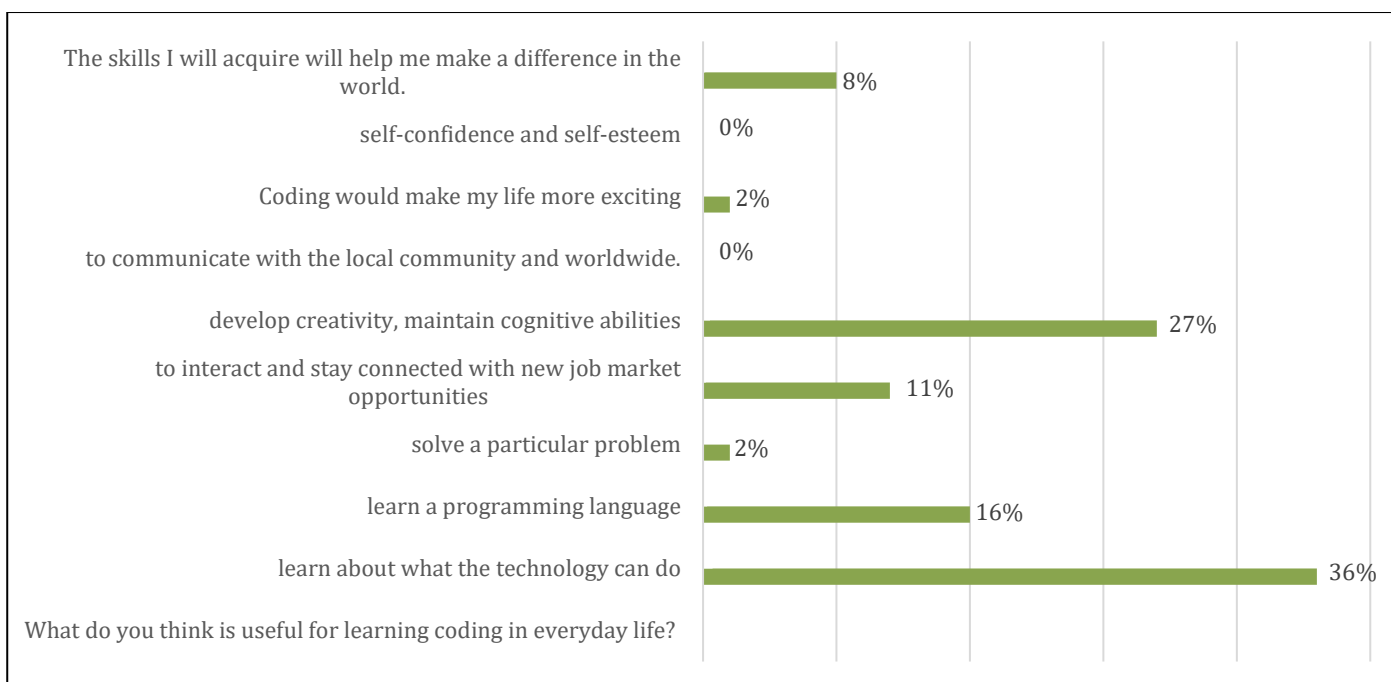 The skills I will acquire will help me make a difference in the
world.
8%
self-confidence and self-esteem
0%
Coding would make my life more exciting
2%
to communicate with the local community and worldwide.
0%
develop creativity, maintain cognitive abilities
27%
to interact and stay connected with new job market
opportunities
11%
solve a particular problem
2%
learn a programming language
16%
learn about what the technology can do
36%
What do you think is useful for learning coding in everyday life?